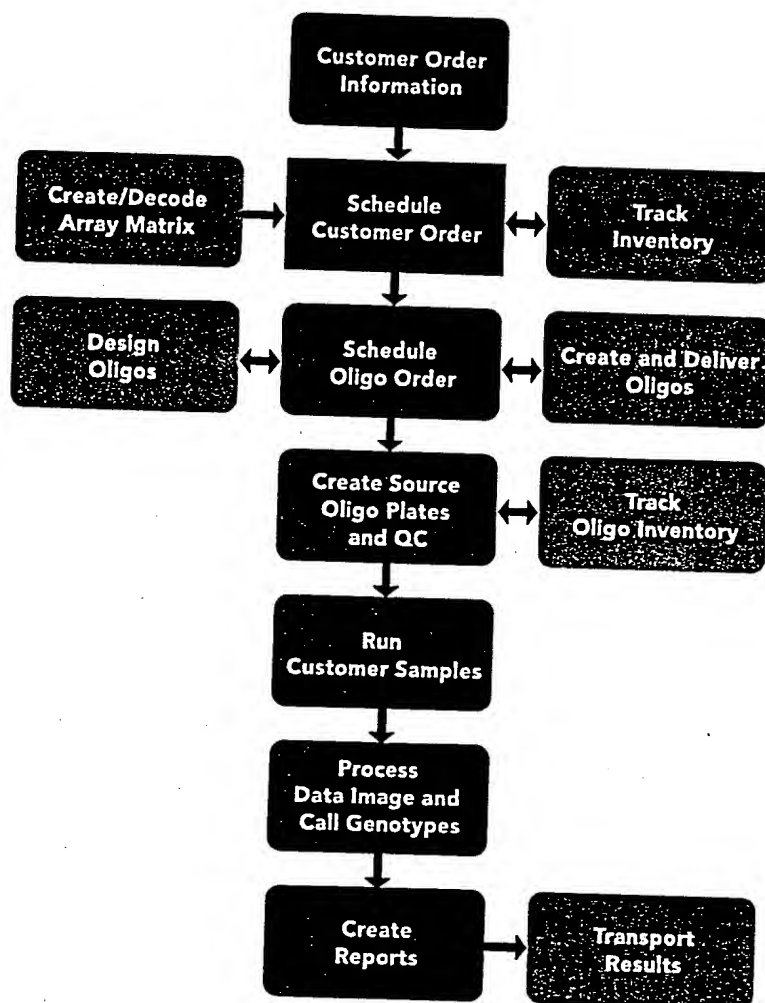 Customer Order
Information
Create/Decode
Array Matrix
Schedule
Customer Order
Track
Inventory
Design
Oligos
Schedule
Oligo Order
Create and Deliver
Oligos
Create Source
Oligo Plates
and QC
Track
Oligo Inventory
Run
Customer Samples
Process
Data Image and
Call Genotypes
Create
Reports
Transport
Results